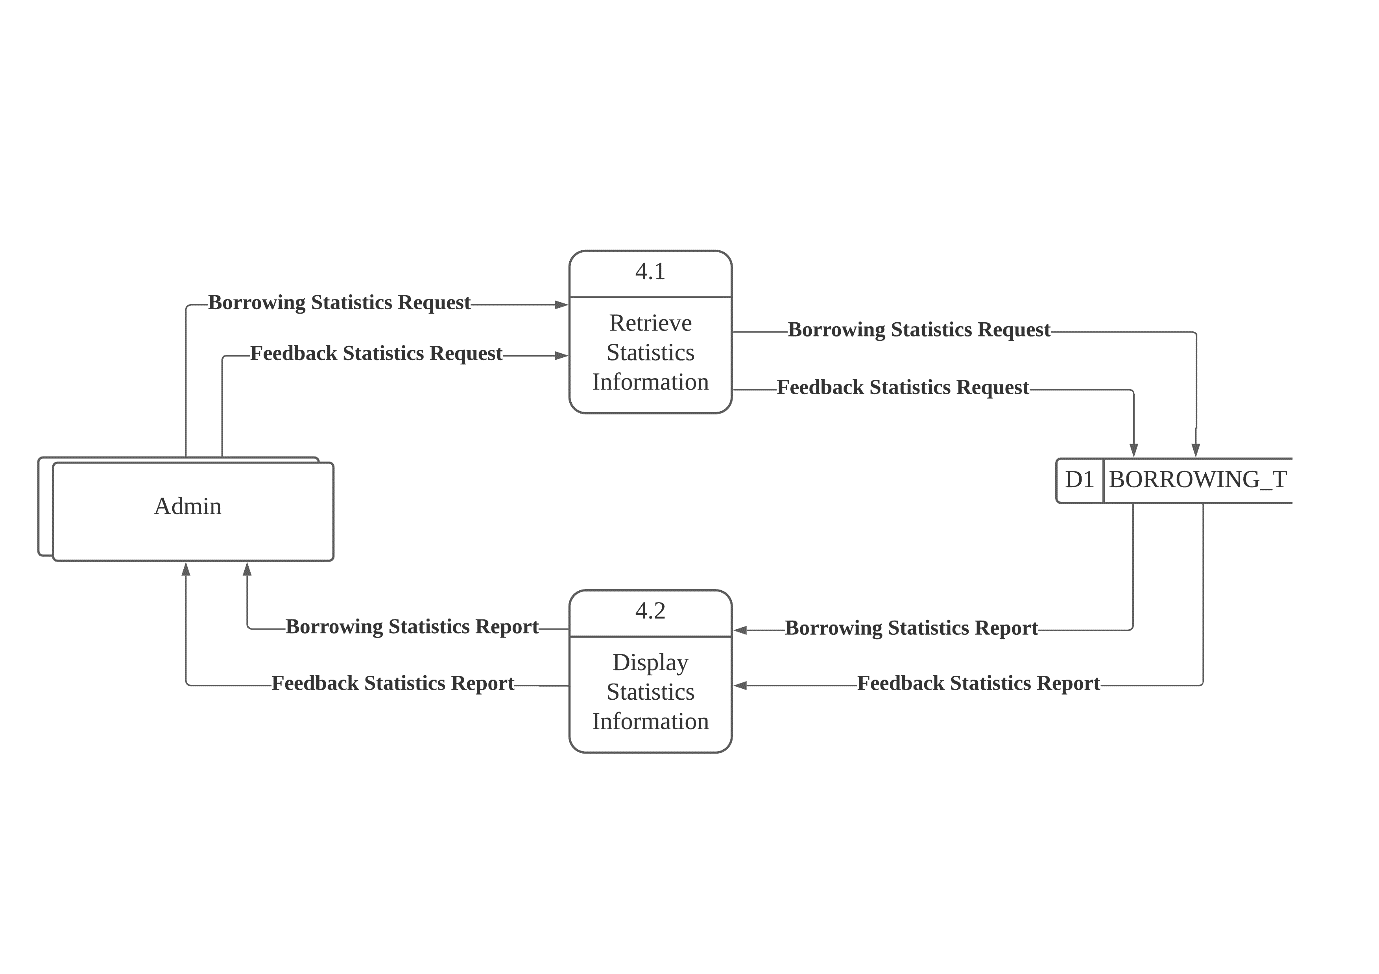 4.1
Borrowing Statistics Request
Retrieve
Statistics
Information
Feedback Statistics Request
Borrowing Statistics Request
Feedback Statistics Request
Admin
D1
BORROWING_T
4.2
Borrowing Statistics Report
Display
Statistics
Information
Feedback Statistics Report
Borrowing Statistics Report
Feedback Statistics Report